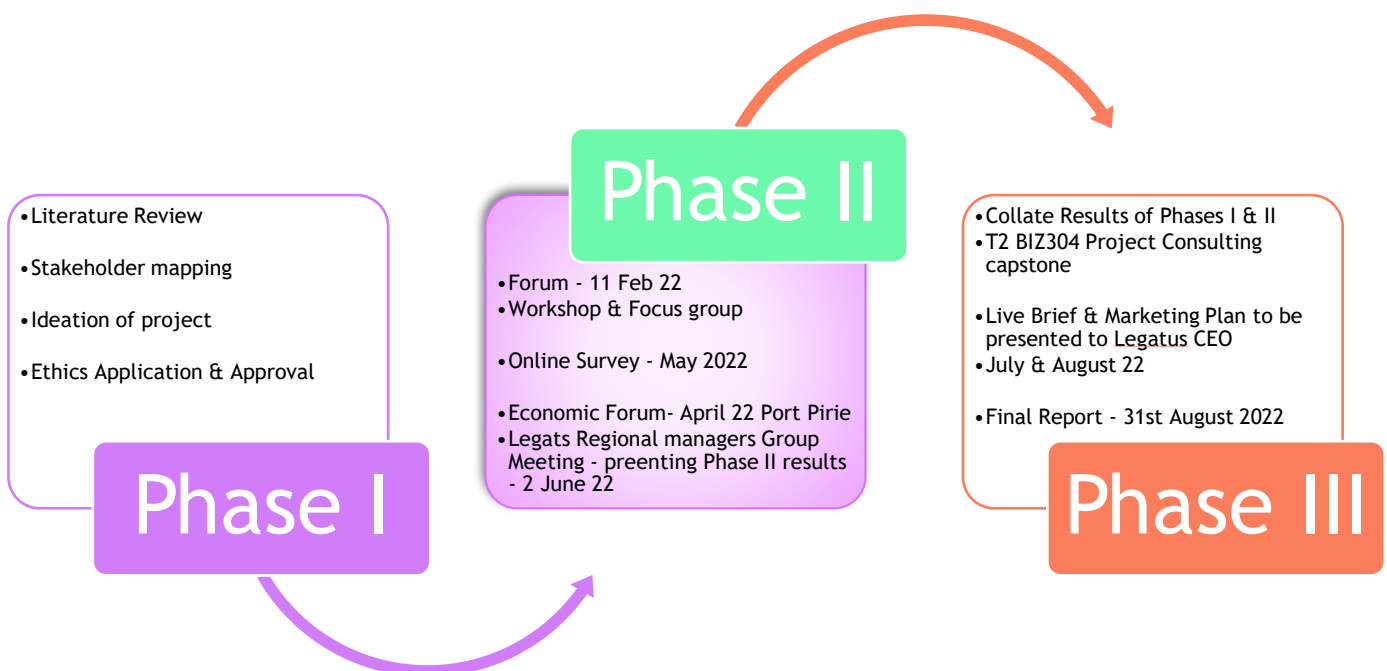 •Literature Review
•Stakeholder mapping
•Ideation of project
•Ethics Application & Approval
Phase I
Phase II
•Forum - 11 Feb 22
•Workshop & Focus group
•Online Survey - May 2022
•Economic Forum- April 22 Port Pirie
•Legats Regional managers Group
Meeting - preenting Phase II results
- 2 June 22
•Collate Results of Phases I & II
•T2 BIZ304 Project Consulting
capstone
•Live Brief & Marketing Plan to be
presented to Legatus CEO
•July & August 22
•Final Report - 31st August 2022
Phase III